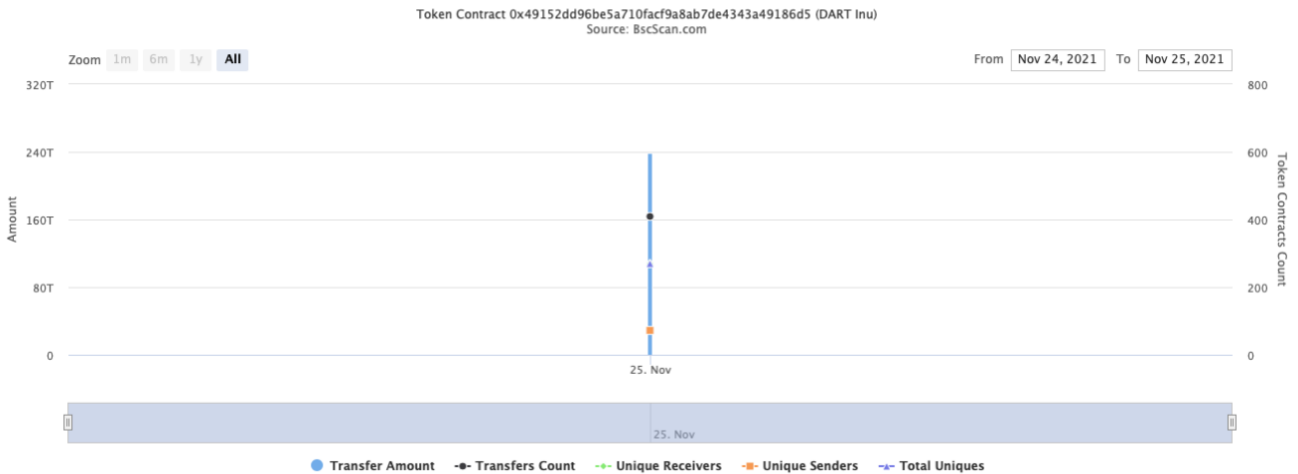 Token Contract 0x49152dd96be5a710facf9a8ab7de4343a49186d5 (DART Inu)
Source: BscScan.com
Zoom 1m 6m 1y All From Nov 24, 2021 To Nov 25, 2021
320T 800
240T 600
160T 400
80T 200
0 0
Amount
Token Contracts Count
25. Nov
25. Nov
Transfer Amount Transfers Count Unique Receivers Unique Senders Total Uniques